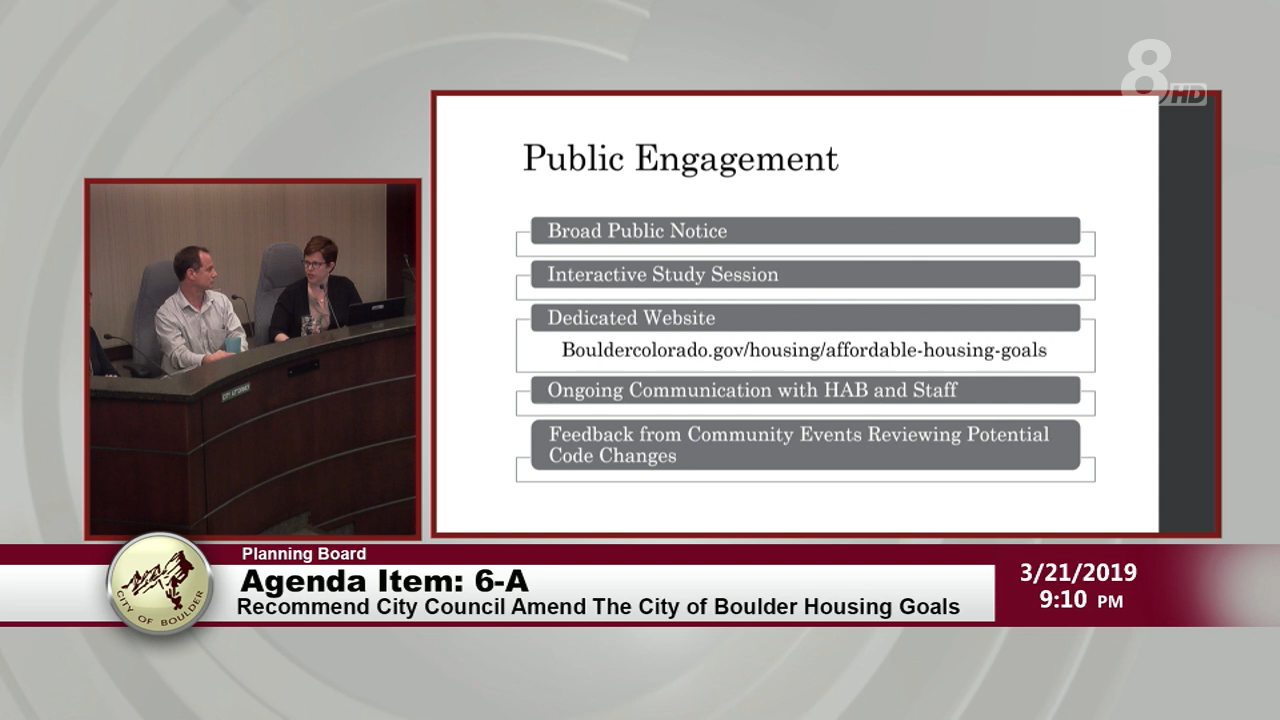 8HD
Public Engagement
Broad Public Notice
Interactive Study Session
Dedicated Website
Bouldercolorado.gov/housing/affordable-housing-goals
Ongoing Communication with HAB and Staff
Feedback from Community Events Reviewing Potential
Code Changes
CITY ATTORNEY
Planning Board
Agenda Item: 6-A
Recommend City Council Amend The City of Boulder Housing Goals
3/21/2019
9:10 PM
CITY OF BOULDER